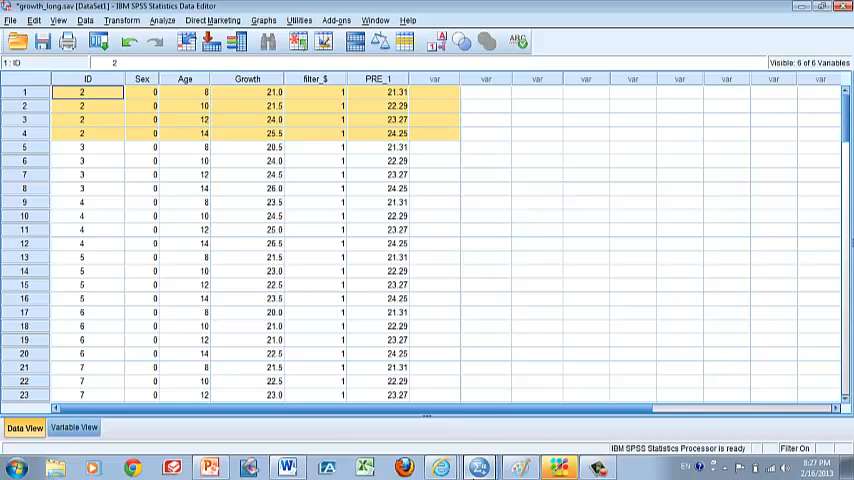 *growth_long.sav [DataSet1] - IBM SPSS Statistics Data Editor
File Edit View Data Transform Analyze Direct Marketing Graphs Utilities Add-ons Window Help
1 : ID 2 Visible: 6 of 6 Variables
ID Sex Age Growth filter_$ PRE_1 var var var var var var var var
1 2 0 8 21.0 1 21.31
2 2 0 10 21.5 1 22.29
3 2 0 12 24.0 1 23.27
4 2 0 14 25.5 1 24.25
5 3 0 8 20.5 1 21.31
6 3 0 10 24.0 1 22.29
7 3 0 12 24.5 1 23.27
8 3 0 14 26.0 1 24.25
9 4 0 8 23.5 1 21.31
10 4 0 10 24.5 1 22.29
11 4 0 12 25.0 1 23.27
12 4 0 14 26.5 1 24.25
13 5 0 8 21.5 1 21.31
14 5 0 10 23.0 1 22.29
15 5 0 12 22.5 1 23.27
16 5 0 14 23.5 1 24.25
17 6 0 8 20.0 1 21.31
18 6 0 10 21.0 1 22.29
19 6 0 12 21.0 1 23.27
20 6 0 14 22.5 1 24.25
21 7 0 8 21.5 1 21.31
22 7 0 10 22.5 1 22.29
23 7 0 12 23.0 1 23.27
Data View Variable View
IBM SPSS Statistics Processor is ready Filter On
EN 8:27 PM
2/16/2013